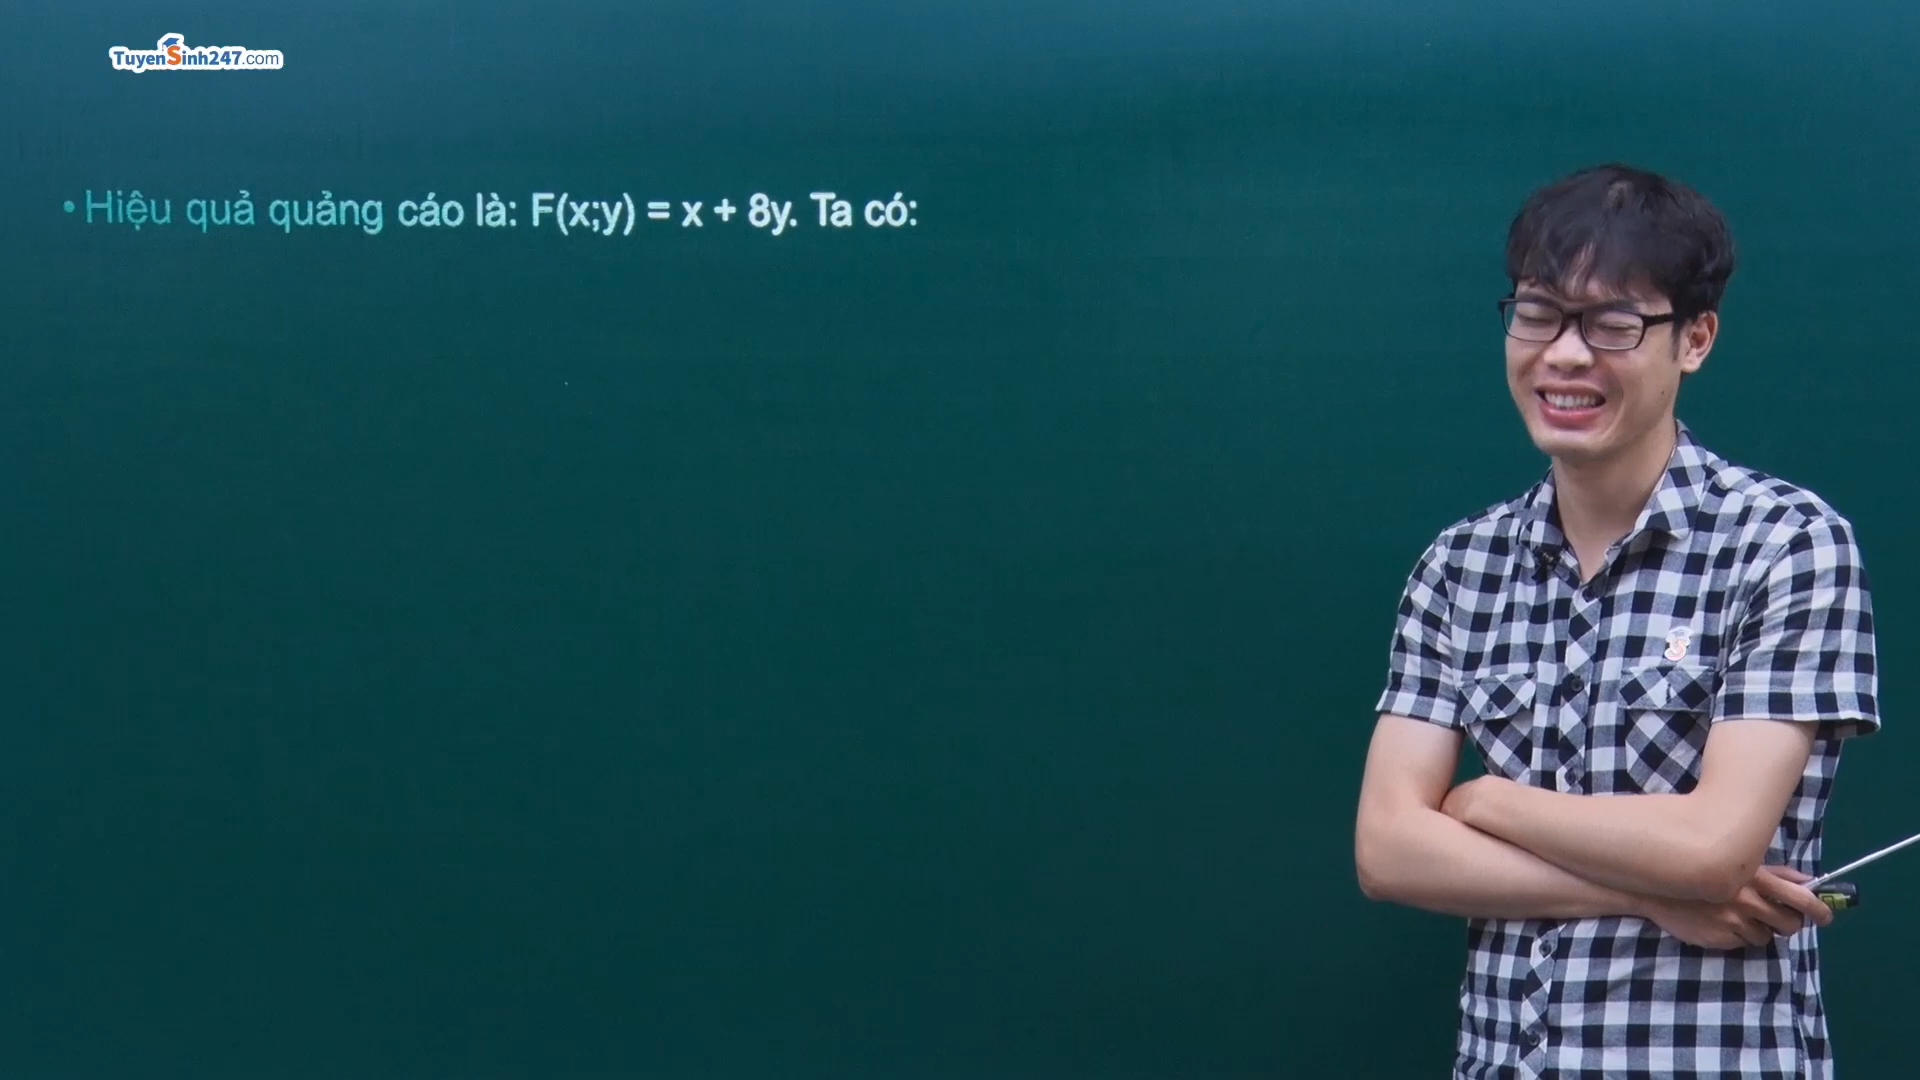 TuyenSinh247.com
• Hiệu quả quảng cáo là: F(x;y) = x + 8y. Ta có: